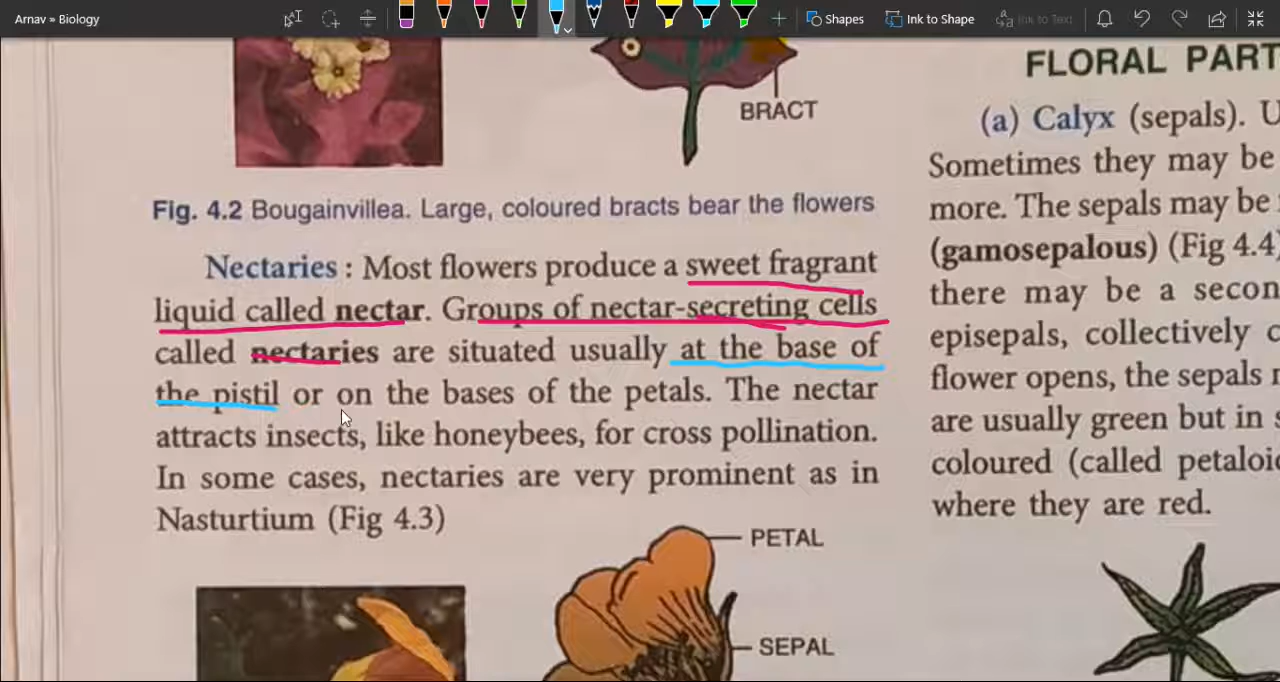 Arnav » Biology
Shapes
Ink to Shape
Ink to Text
BRACT
Fig. 4.2 Bougainvillea. Large, coloured bracts bear the flowers
Nectaries : Most flowers produce a sweet fragrant
liquid called nectar. Groups of nectar-secreting cells
called nectaries are situated usually at the base of
the pistil or on the bases of the petals. The nectar
attracts insects, like honeybees, for cross pollination.
In some cases, nectaries are very prominent as in
Nasturtium (Fig 4.3)
PETAL
SEPAL
FLORAL PART
(a) Calyx (sepals). U
Sometimes they may be
more. The sepals may be
(gamosepalous) (Fig 4.4)
there may be a secon
episepals, collectively c
flower opens, the sepals
are usually green but in s
coloured (called petaloid
where they are red.